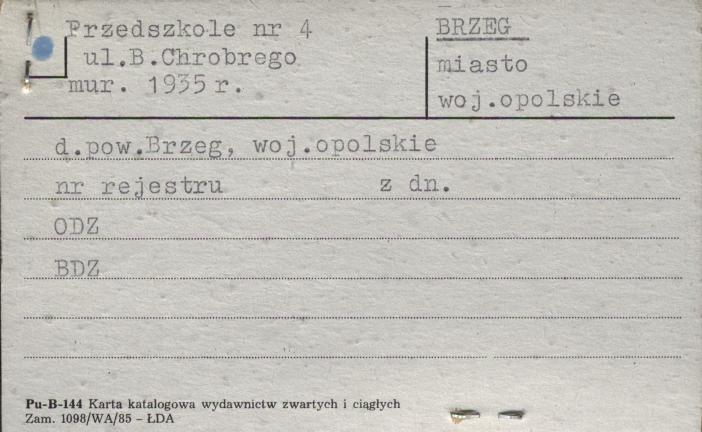 Przedszkole nr 4
ul.B.Chrobrego
mur. 1935 r.
BRZEG
miasto
woj.opolskie
d.pow.Brzeg, woj.opolskie
nr rejestru z dn.
ODZ
BDZ
Pu-B-144 Karta katalogowa wydawnictw zwartych i ciągłych
Zam. 1098/WA/85 – ŁDA